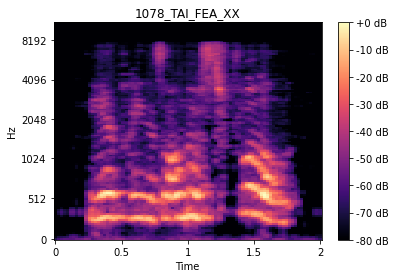 1078_TAI_FEA_XX
8192
4096
2048
1024
512
0
Hz
0
0.5
1
1.5
2
Time
+0 dB
-10 dB
-20 dB
-30 dB
-40 dB
-50 dB
-60 dB
-70 dB
-80 dB